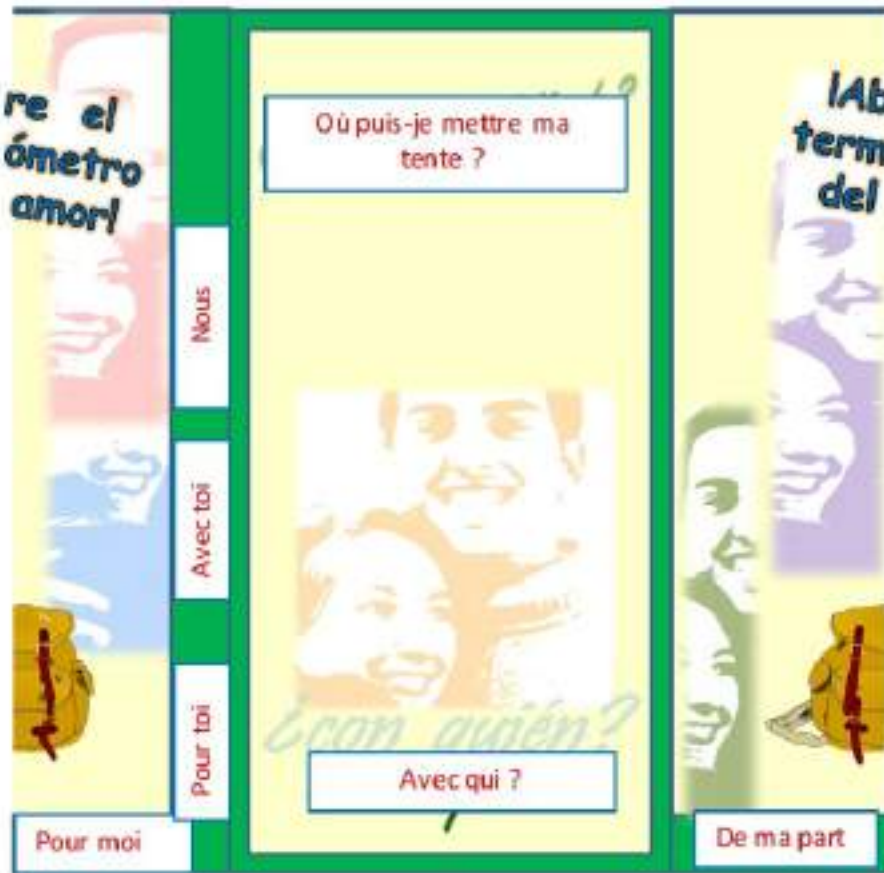 re el
ómetro
amor!
Où puis-je mettre ma
tente ?
¡Ab
term
del
Nous
Avec toi
Pour toi
¿con quién?
Avec qui ?
Pour moi
De ma part